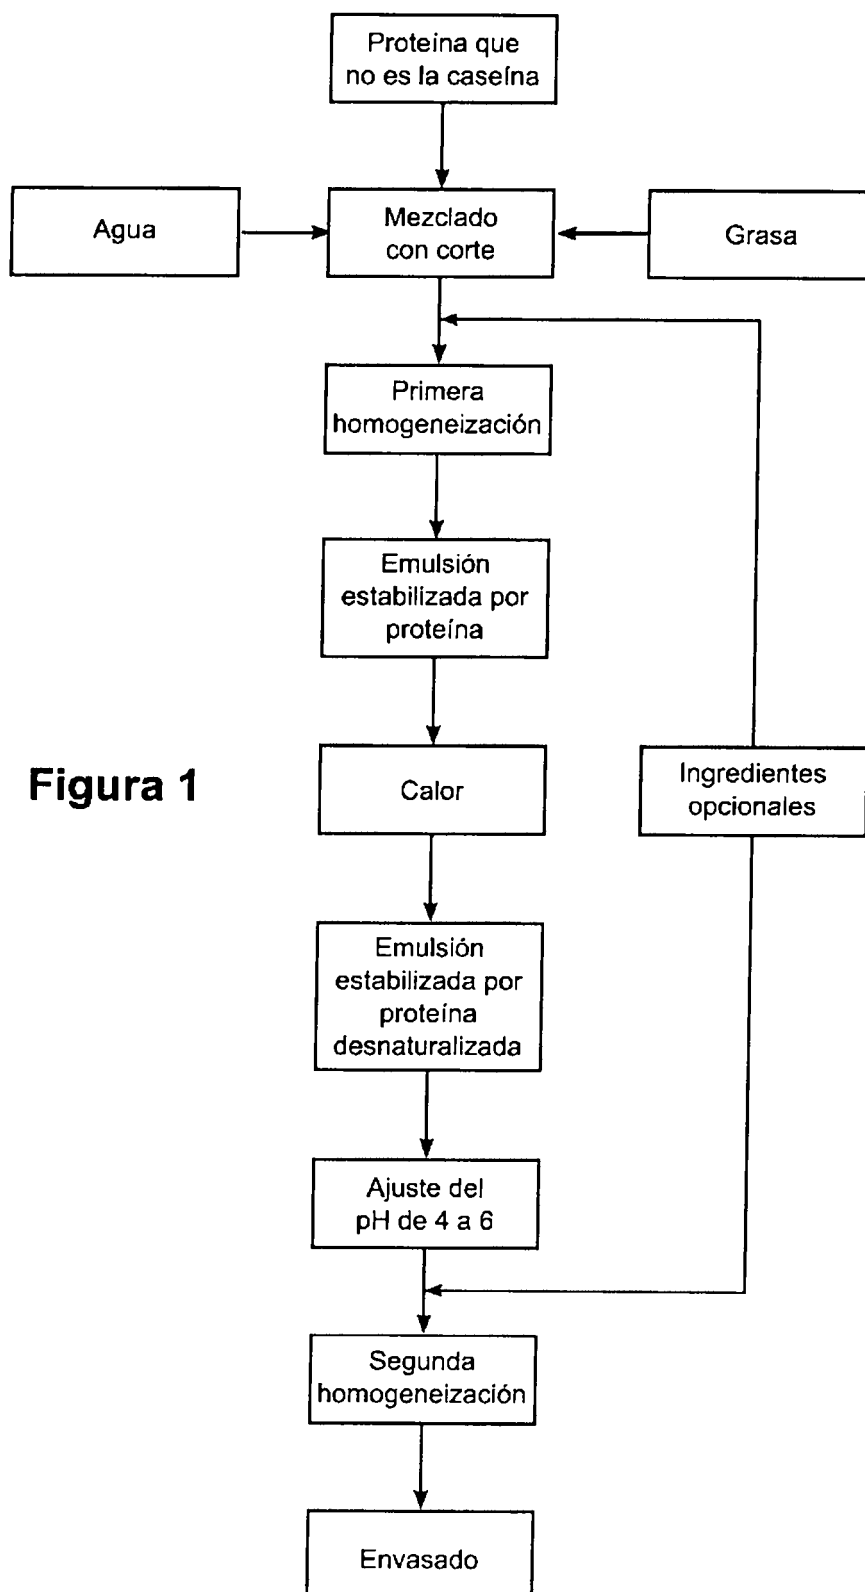 Proteína que
no es la caseína
Agua
Mezclado
con corte
Grasa
Primera
homogeneización
Emulsión
estabilizada por
proteína
Figura 1
Calor
Ingredientes
opcionales
Emulsión
estabilizada por
proteína
desnaturalizada
Ajuste del
pH de 4 a 6
Segunda
homogeneización
Envasado